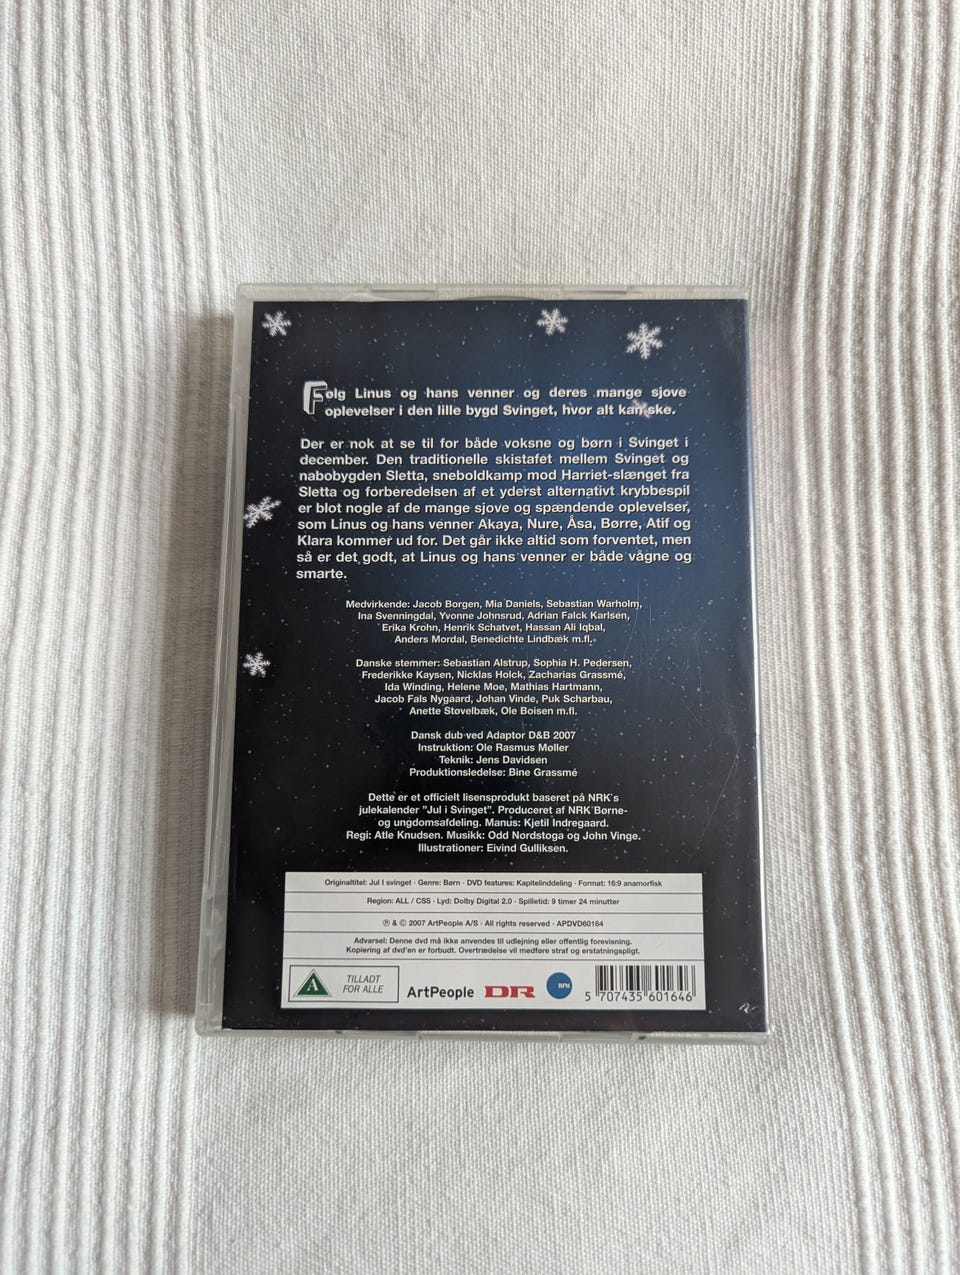 Følg Linus og hans venner og deres mange sjove
oplevelser i den lille bygd Svinget, hvor alt kan ske.
Der er nok at se til for både voksne og børn i Svinget i
december. Den traditionelle skistafet mellem Svinget og
nabobygden Sletta, sneboldkamp mod Harriet-slænget fra
Sletta og forberedelsen af et yderst alternativt krybbespil
er blot nogle af de mange sjove og spændende oplevelser,
som Linus og hans venner Akaya, Nure, Åsa, Børre, Atif og
Klara kommer ud for. Det går ikke altid som forventet, men
så er det godt, at Linus og hans venner er både vågne og
smarte.
Medvirkende: Jacob Borgen, Mia Daniels, Sebastian Warholm,
Ina Svenningdal, Yvonne Johnsrud, Adrian Falck Karlsen,
Erika Krohn, Henrik Schatvet, Hassan Ali Iqbal,
Anders Mordal, Benedichte Lindbæk m.fl.
Danske stemmer: Sebastian Alstrup, Sophia H. Pedersen,
Frederikke Kaysen, Nicklas Holck, Zacharias Grassmé,
Ida Winding, Helene Moe, Mathias Hartmann,
Jacob Fals Nygaard, Johan Vinde, Puk Scharbau,
Anette Støvelbæk, Ole Boisen m.fl.
Dansk dub ved Adaptor D&B 2007
Instruktion: Ole Rasmus Møller
Teknik: Jens Davidsen
Produktionsledelse: Bine Grassmé
Dette er et officielt lisensprodukt baseret på NRK`s
julekalender "Jul i Svinget". Produceret af NRK Børne-
og ungdomsafdeling. Manus: Kjetil Indregaard.
Regi: Atle Knudsen. Musikk: Odd Nordstoga og John Vinge.
Illustrationer: Eivind Gulliksen.
Originaltitel: Jul I svinget · Genre: Børn · DVD features: Kapitelinddeling · Format: 16:9 anamorfisk
Region: ALL / CSS · Lyd: Dolby Digital 2.0 · Spilletid: 9 timer 24 minutter
℗ & © 2007 ArtPeople A/S · All rights reserved · APDVD60164
Advarsel: Denne dvd må ikke anvendes til udlejning eller offentlig forevisning.
Kopiering af dvd'en er forbudt. Overtrædelse vil medføre straf og erstatningspligt.
A TILLADT
FOR ALLE
ArtPeople DR NRK
5 707435 601646